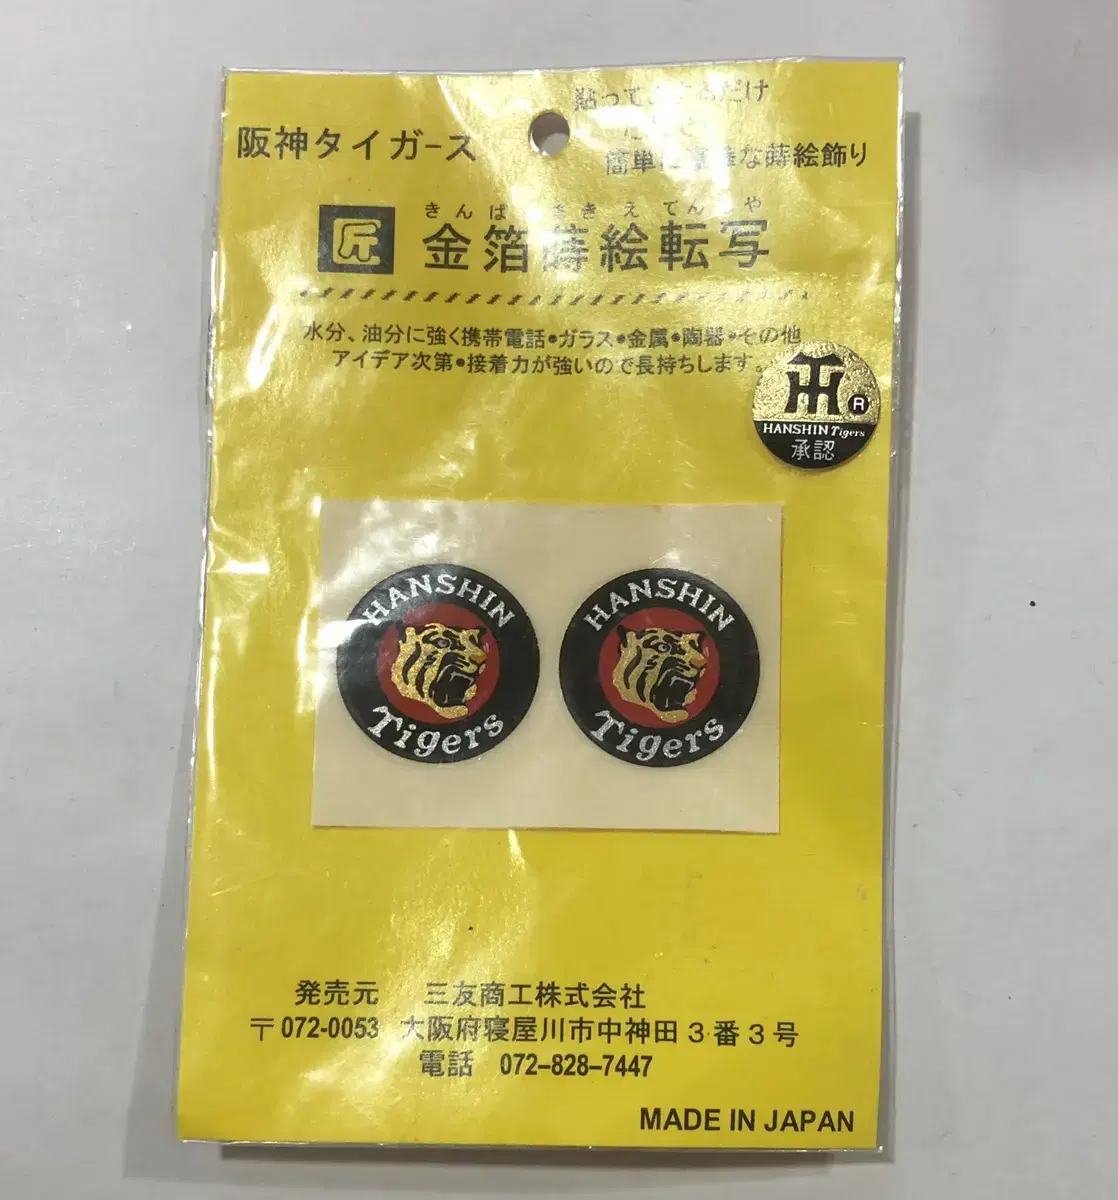 貼って だけ
阪神タイガース
簡単に な蒔絵飾り
きんぱ きえてん や
金箔蒔絵転写
水分、油分に強く携帯電話•ガラス•金属•陶器•その他
アイデア次第•接着力が強いので長持ちします。
TH
R
HANSHIN Tigers
承認
HANSHIN
Tigers
HANSHIN
Tigers
発売元 三友商工株式会社
〒072-0053 大阪府寝屋川市中神田3番3号
電話 072-828-7447
MADE IN JAPAN